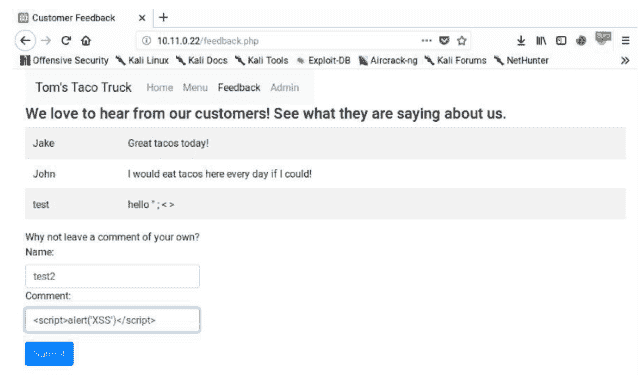 Customer Feedback
10.11.0.22/feedback.php
Offensive Security Kali Linux Kali Docs Kali Tools Exploit-DB Aircrack-ng Kali Forums NetHunter
Tom's Taco Truck Home Menu Feedback Admin
We love to hear from our customers! See what they are saying about us.
Jake Great tacos today!
John I would eat tacos here every day if I could!
test hello " ; < >
Why not leave a comment of your own?
Name:
test2
Comment:
<script>alert('XSS')</script>